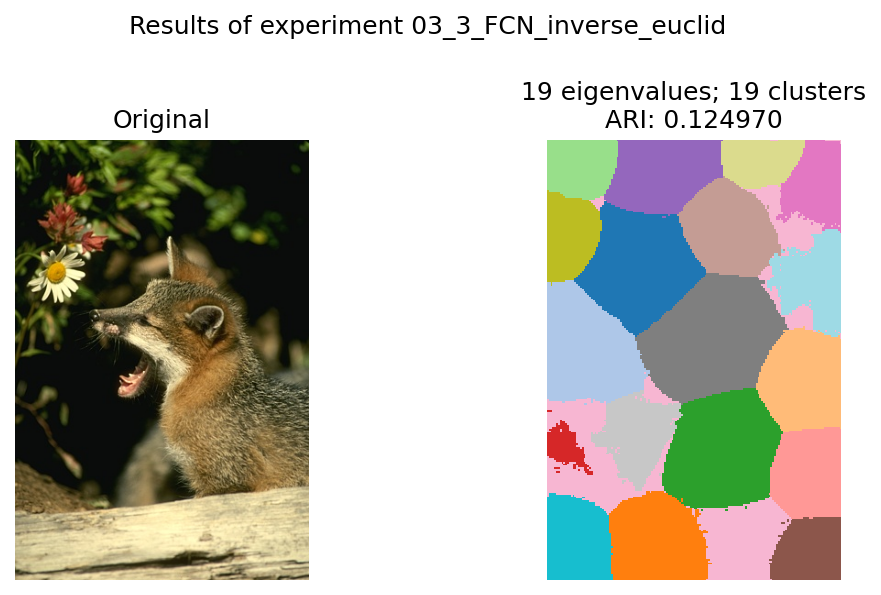 Results of experiment 03_3_FCN_inverse_euclid
Original
19 eigenvalues; 19 clusters
ARI: 0.124970